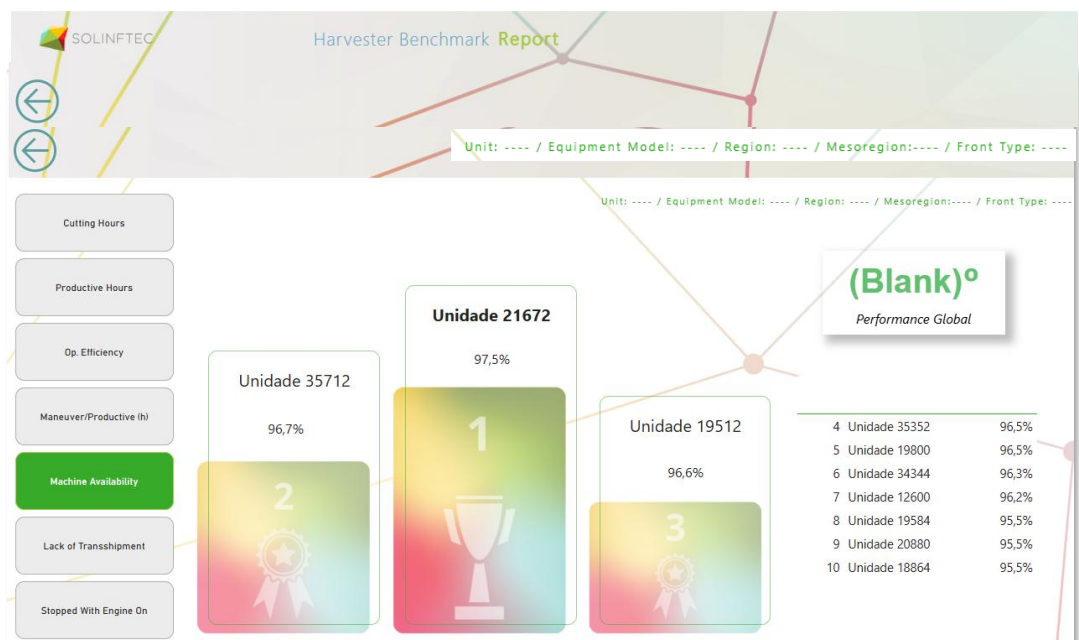 SOLINFTEC
Harvester Benchmark Report
Unit: ---- / Equipment Model: ---- / Region: ---- / Mesoregion:---- / Front Type: ----
Unit: ---- / Equipment Model: ---- / Region: ---- / Mesoregion:---- / Front Type: ----
Cutting Hours
Productive Hours
Op. Efficiency
Maneuver/Productive (h)
Machine Availability
Lack of Transshipment
Stopped With Engine On
Unidade 35712
96,7%
2
Unidade 21672
97,5%
1
Unidade 19512
96,6%
3
(Blank)º
Performance Global
4 Unidade 35352 96,5%
5 Unidade 19800 96,5%
6 Unidade 34344 96,3%
7 Unidade 12600 96,2%
8 Unidade 19584 95,5%
9 Unidade 20880 95,5%
10 Unidade 18864 95,5%